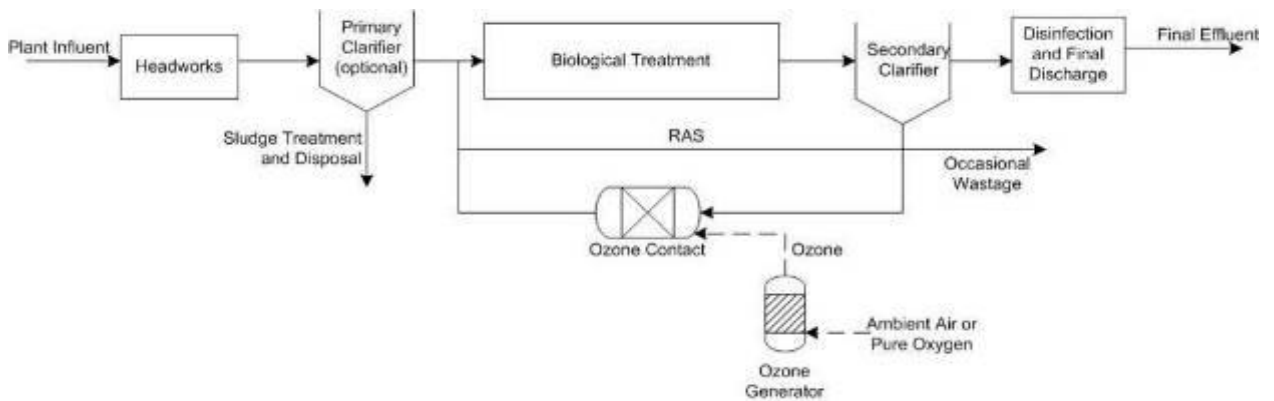 Plant Influent
Headworks
Primary
Clarifier
(optional)
Sludge Treatment
and Disposal
Biological Treatment
Secondary
Clarifier
Disinfection
and Final
Discharge
Final Effluent
RAS
Occasional
Wastage
Ozone Contact
Ozone
Ambient Air or
Pure Oxygen
Ozone
Generator